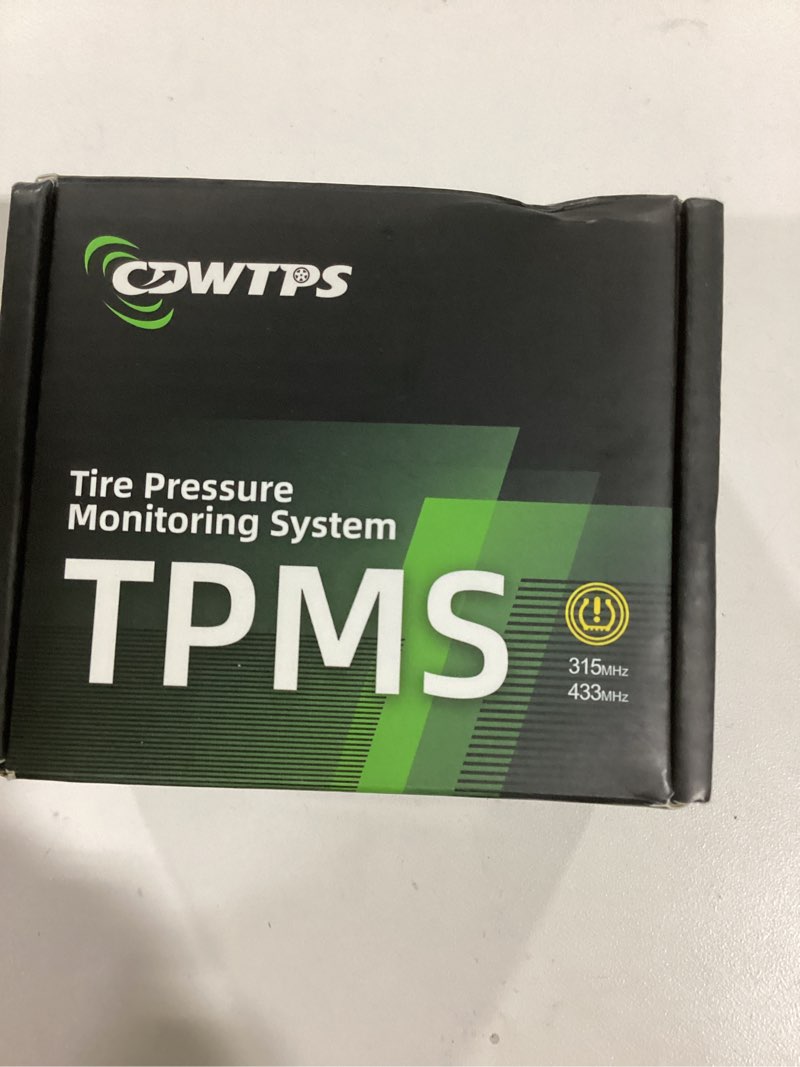 CDWTPS
Tire Pressure
Monitoring System
TPMS
315MHz
433MHz